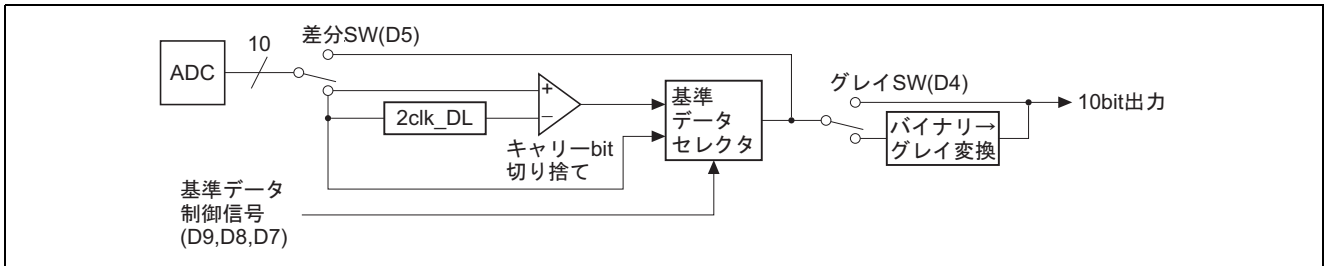 差分SW(D5)
10
ADC
2clk_DL
+
−
キャリーbit
切り捨て
基準
データ
セレクタ
グレイSW(D4)
バイナリー→
グレイ変換
10bit出力
基準データ
制御信号
(D9,D8,D7)